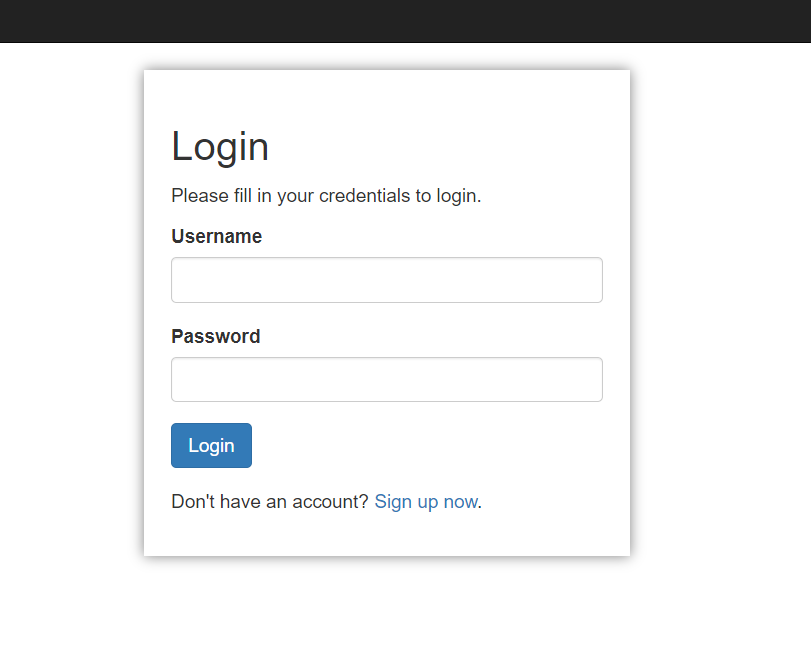 Login
Please fill in your credentials to login.
Username
Password
Login
Don't have an account? Sign up now.